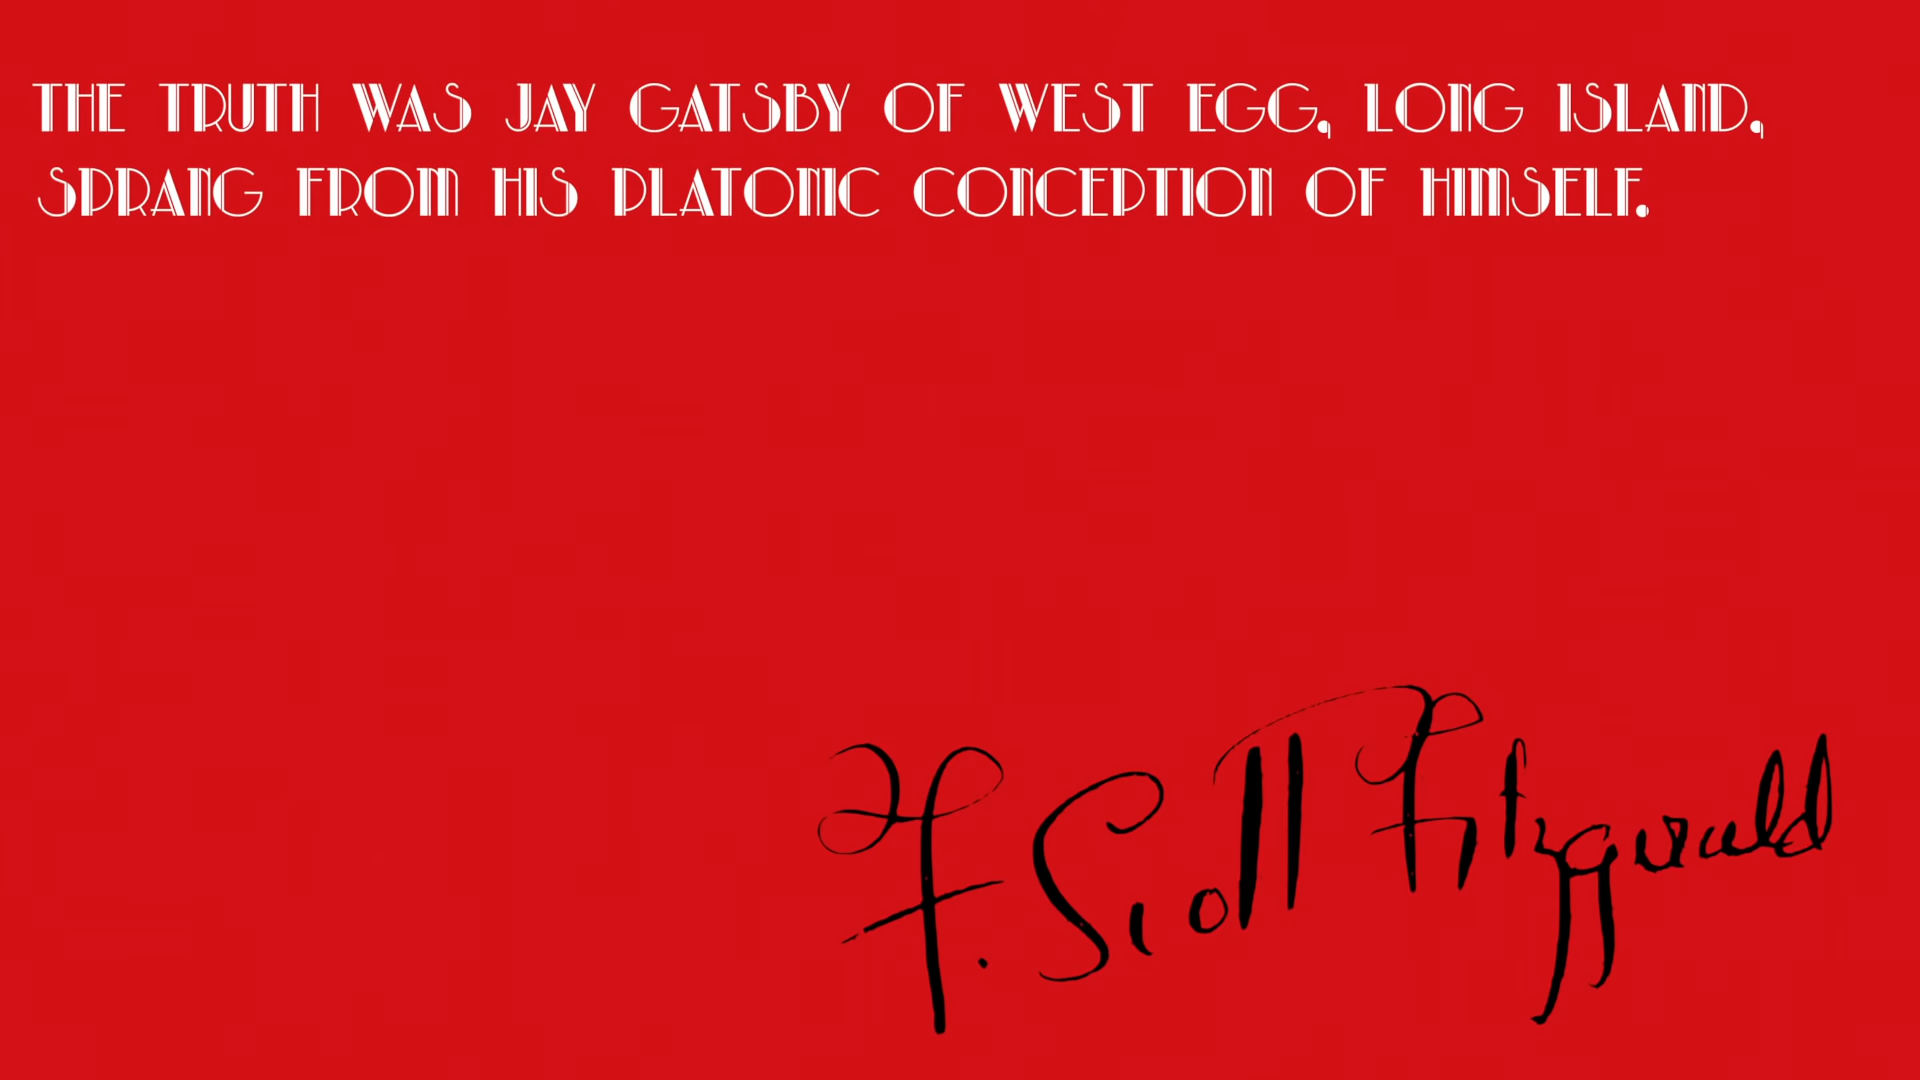 THE TRUTH WAS JAY GATSBY OF WEST EGG, LONG ISLAND,
SPRANG FROM HIS PLATONIC CONCEPTION OF HIMSELF.
F. Scott Fitzgerald